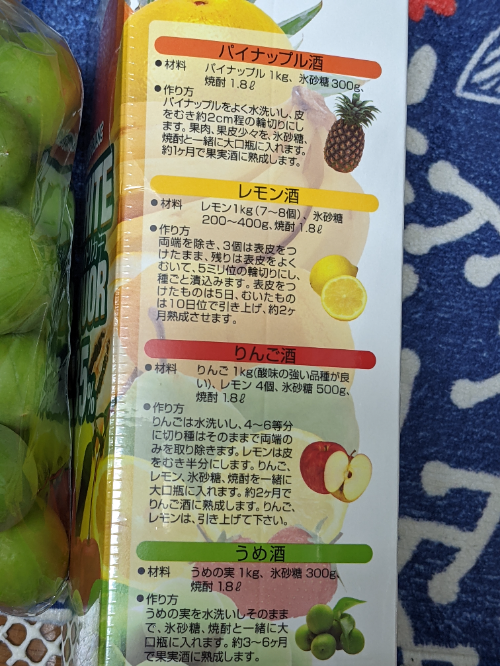 パイナップル酒
●材料 パイナップル1kg、氷砂糖300g、
焼酎1.8ℓ
●作り方
パイナップルをよく水洗いし、皮
をむき約2cm程の輪切りにし
ます。果肉、果皮少々を、氷砂糖、
焼酎と一緒に大口瓶に入れます。
約1ヶ月で果実酒に熟成します。
レモン酒
●材料 レモン1kg(7〜8個)、氷砂糖
200〜400g、焼酎1.8ℓ
●作り方
両端を除き、3個は表皮をつ
けたまま、残りは表皮をよく
むいて、5ミリ位の輪切りにし、
種ごと漬込みます。表皮をつ
けたものは5日、むいたもの
は10日位で引き上げ、約2ヶ
月熟成させます。
りんご酒
●材料 りんご1kg(酸味の強い品種が良
い)、レモン4個、氷砂糖500g、
焼酎1.8ℓ
●作り方
りんごは水洗いし、4〜6等分
に切り種はそのままで両端の
みを取り除きます。レモンは皮
をむき半分にします。りんご、
レモン、氷砂糖、焼酎を一緒に
大口瓶に入れます。約2ヶ月で
りんご酒に熟成します。りんご、
レモンは、引き上げて下さい。
うめ酒
●材料 うめの実1kg、氷砂糖300g、
焼酎1.8ℓ
●作り方
うめの実を水洗いしそのまま
で、氷砂糖、焼酎と一緒に大
口瓶に入れます。約3〜6ヶ月
で果実酒に熟成します。